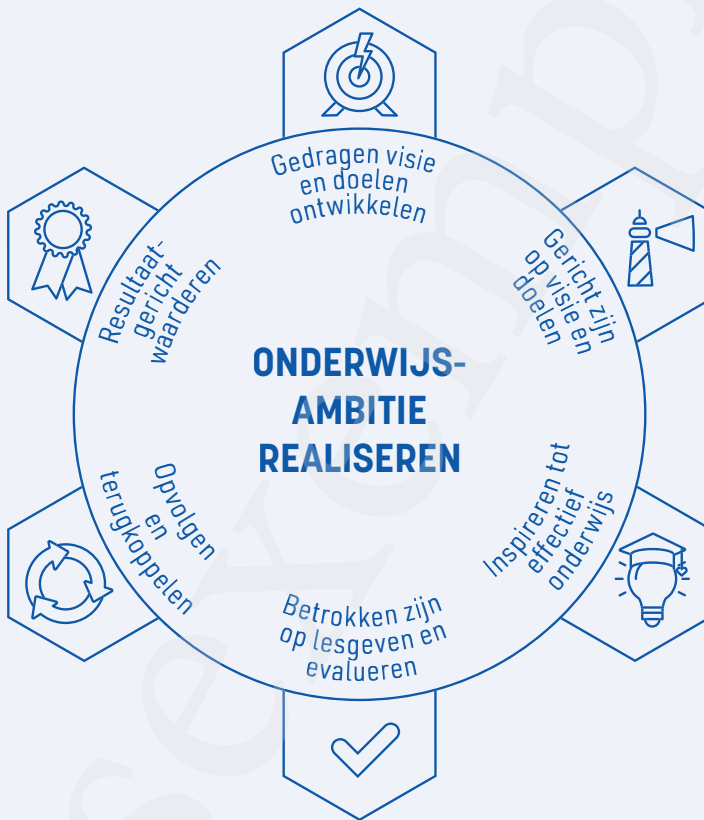 Gedragen visie
en doelen
ontwikkelen
Gericht zijn
op visie en
doelen
Inspireren tot
effectief
onderwijs
Betrokken zijn
op lesgeven en
evalueren
Opvolgen
en
terugkoppelen
Resultaat-
gericht
waarderen
ONDERWIJS-
AMBITIE
REALISEREN